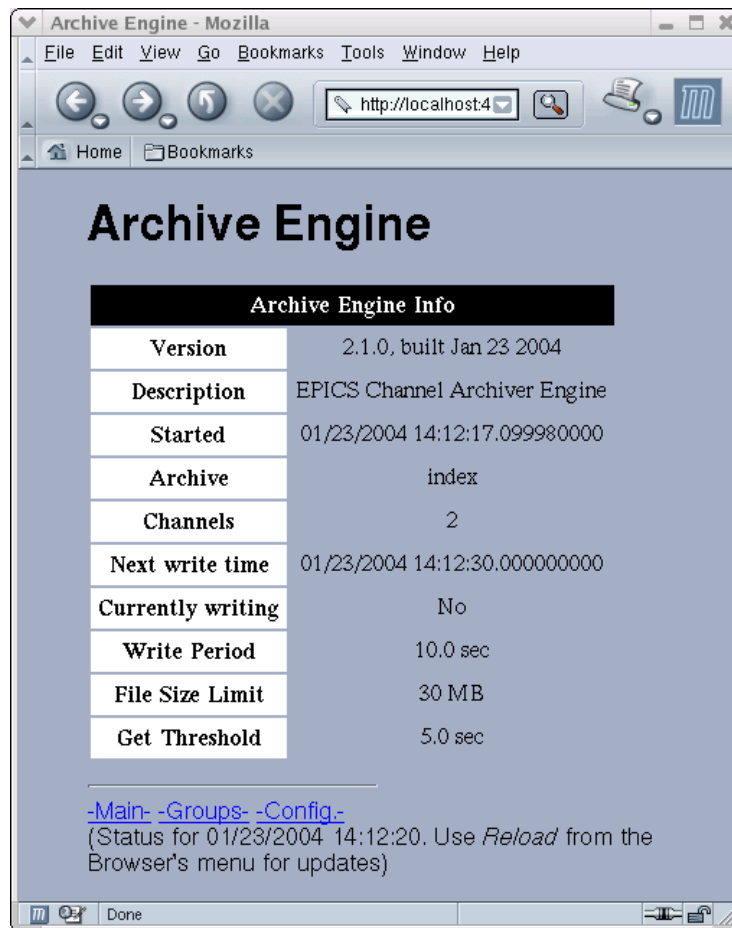 Archive Engine - Mozilla
File Edit View Go Bookmarks Tools Window Help
http://localhost:4
Home Bookmarks
Archive Engine
Archive Engine Info
Version 2.1.0, built Jan 23 2004
Description EPICS Channel Archiver Engine
Started 01/23/2004 14:12:17.099980000
Archive index
Channels 2
Next write time 01/23/2004 14:12:30.000000000
Currently writing No
Write Period 10.0 sec
File Size Limit 30 MB
Get Threshold 5.0 sec
-Main- -Groups- -Config.-
(Status for 01/23/2004 14:12:20. Use Reload from the
Browser's menu for updates)
Done